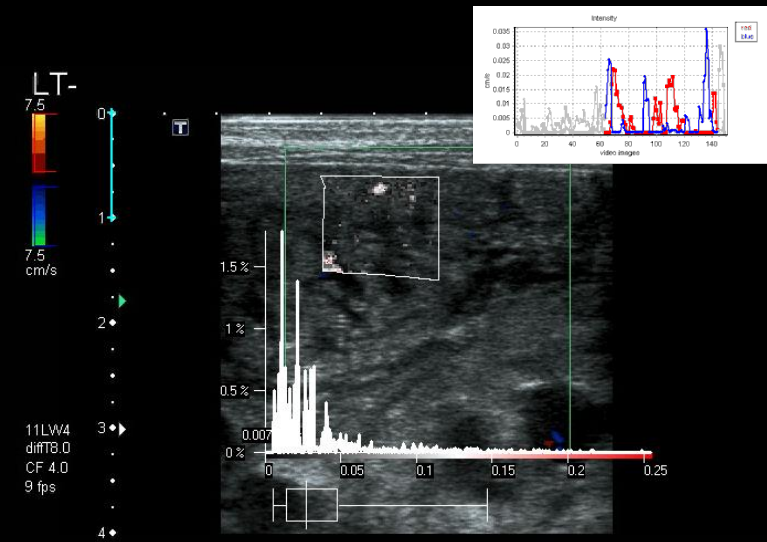 LT-
7.5
7.5
cm/s
T
0
1
2
3
4
11LW4
diffT8.0
CF 4.0
9 fps
1.5 %
1 %
0.5 %
0.007
0 %
0 0.05 0.1 0.15 0.2 0.25
Intensity
red
blue
cm/s
0.035
0.03
0.025
0.02
0.015
0.01
0.005
0
0 20 40 60 80 100 120 140
video images